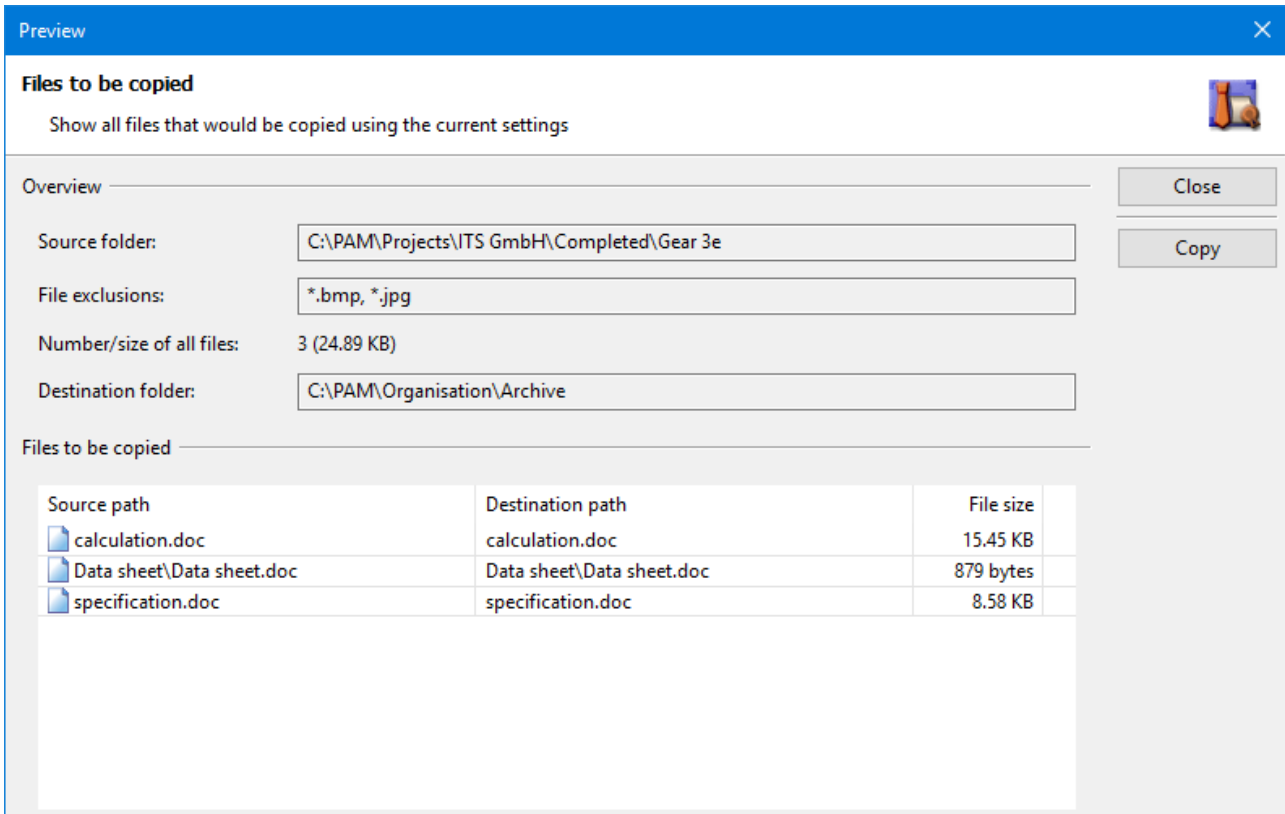 Preview
Files to be copied
Show all files that would be copied using the current settings
Overview
Close
Source folder: C:\PAM\Projects\ITS GmbH\Completed\Gear 3e
Copy
File exclusions: *.bmp, *.jpg
Number/size of all files: 3 (24.89 KB)
Destination folder: C:\PAM\Organisation\Archive
Files to be copied
Source path Destination path File size
calculation.doc calculation.doc 15.45 KB
Data sheet\Data sheet.doc Data sheet\Data sheet.doc 879 bytes
specification.doc specification.doc 8.58 KB